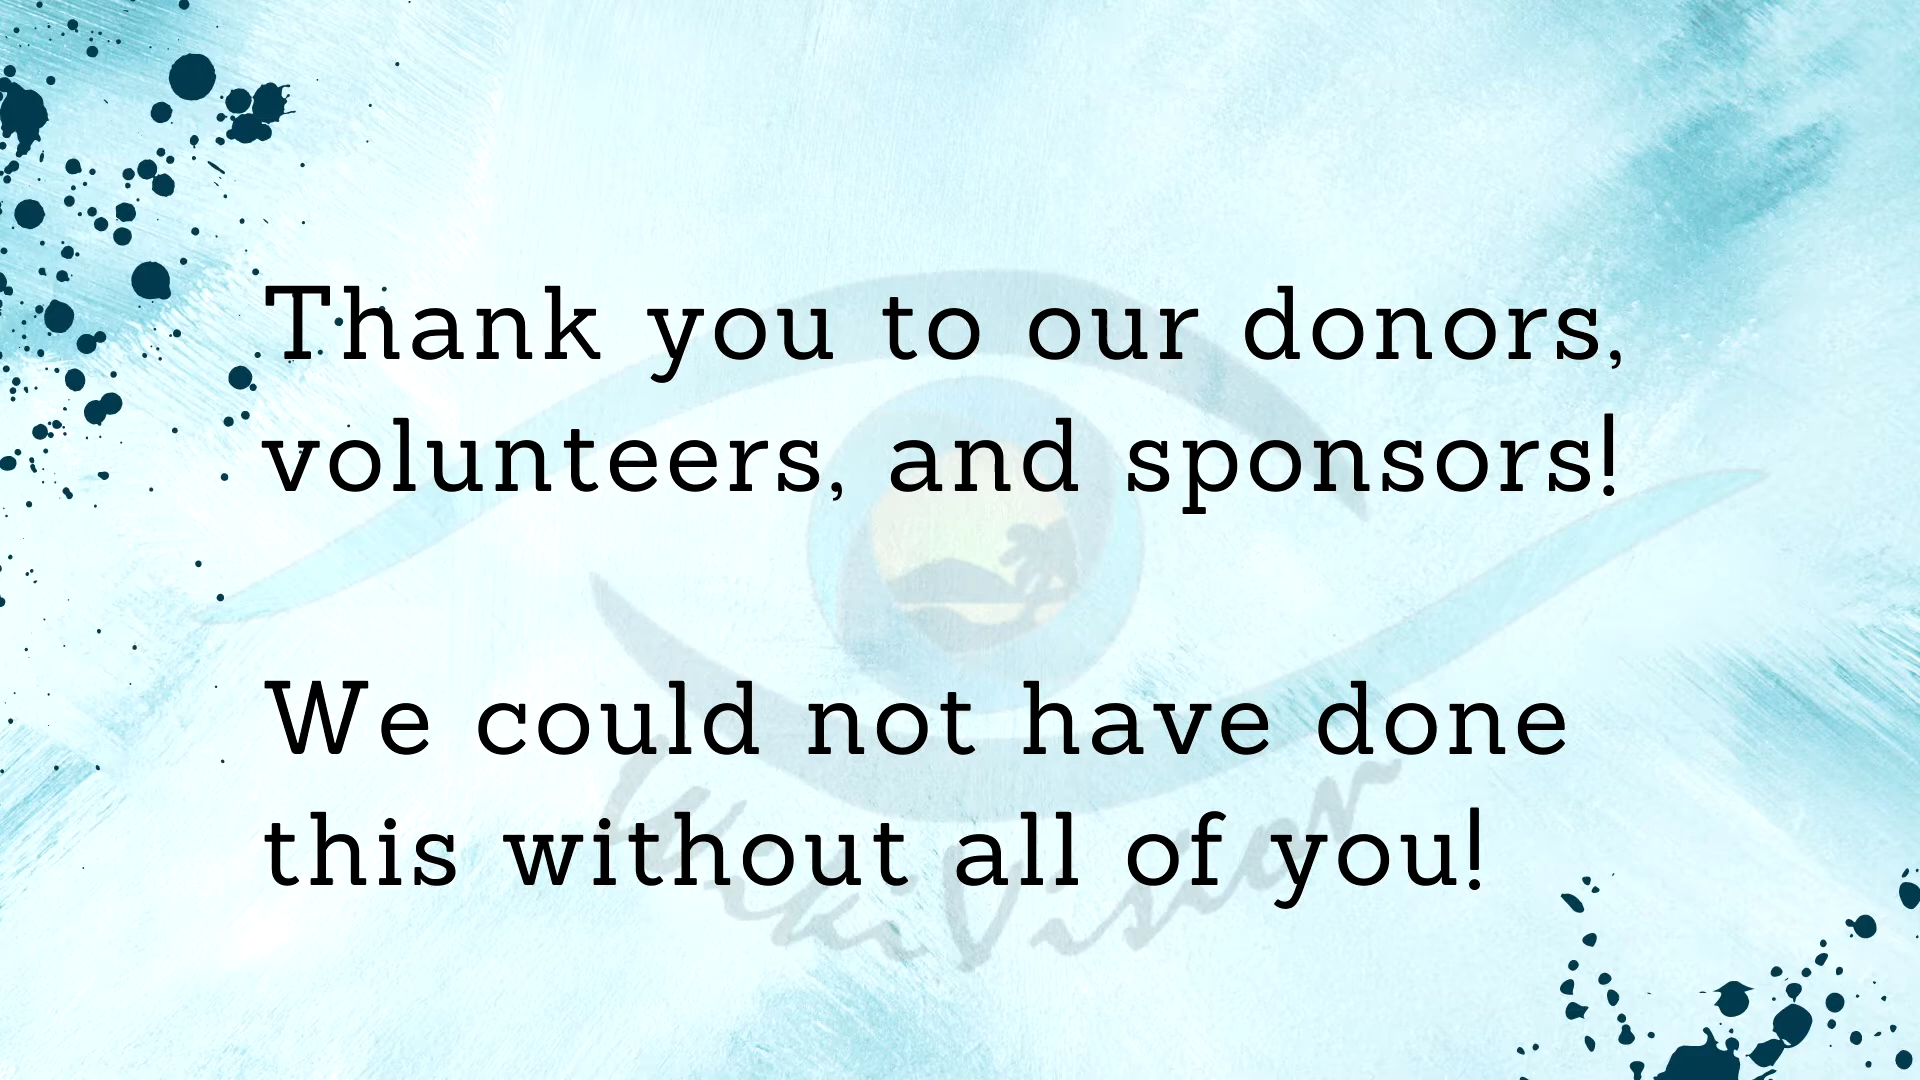 Thank you to our donors,
volunteers, and sponsors!
We could not have done
this without all of you!